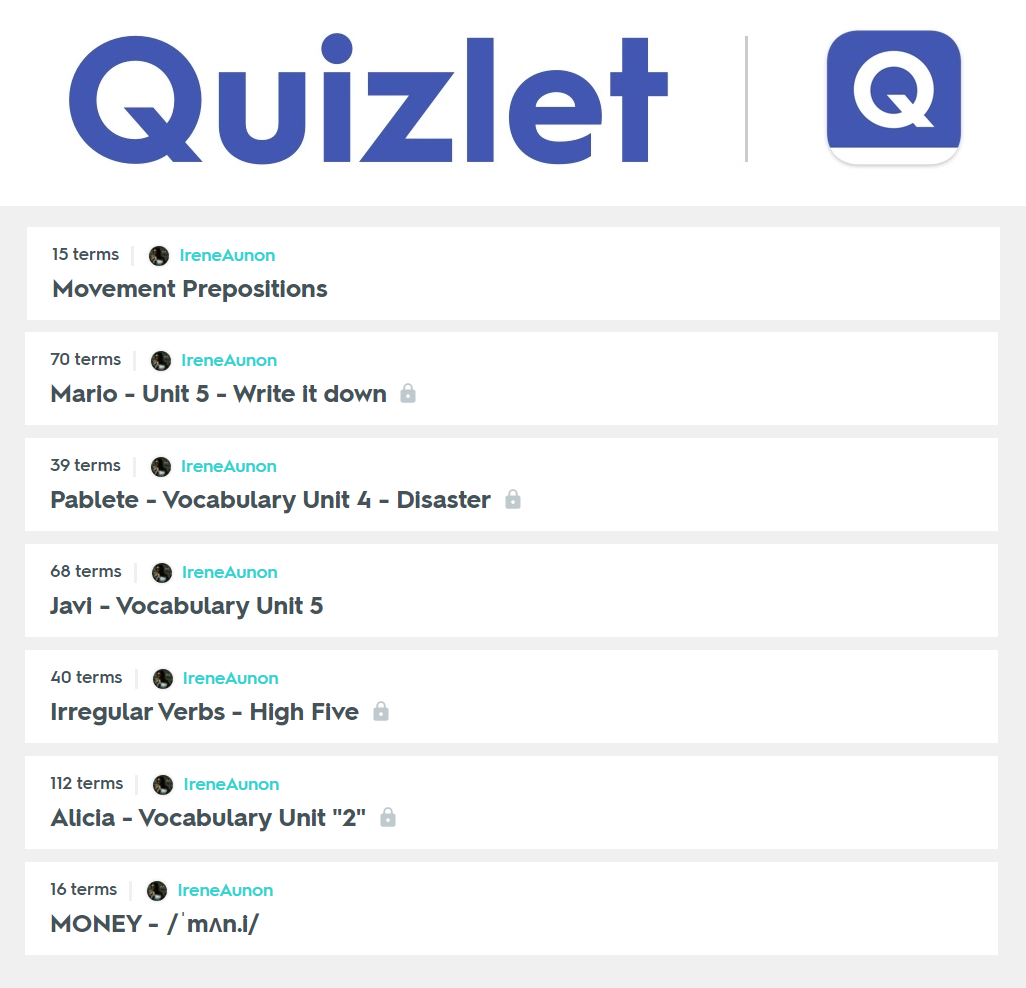 Quizlet
Q
15 terms IreneAunon
Movement Prepositions
70 terms IreneAunon
Mario - Unit 5 - Write it down
39 terms IreneAunon
Pablete - Vocabulary Unit 4 - Disaster
68 terms IreneAunon
Javi - Vocabulary Unit 5
40 terms IreneAunon
Irregular Verbs - High Five
112 terms IreneAunon
Alicia - Vocabulary Unit "2"
16 terms IreneAunon
MONEY - /ˈmʌn.i/